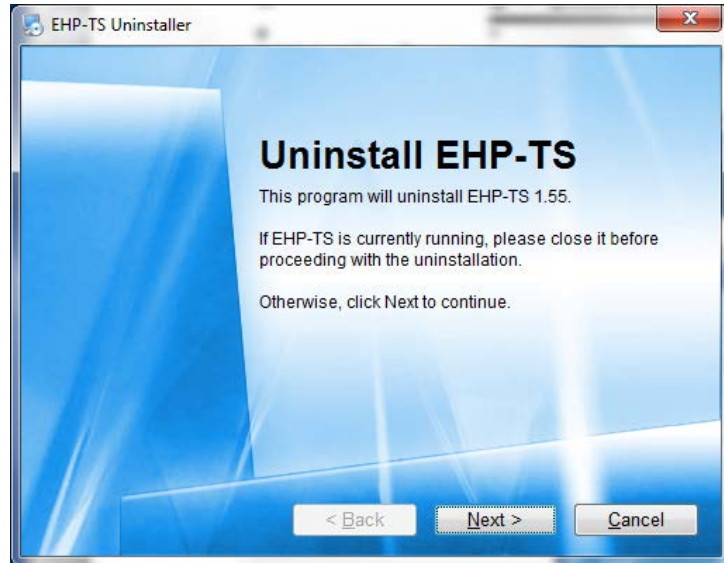 EHP-TS Uninstaller
Uninstall EHP-TS
This program will uninstall EHP-TS 1.55.
If EHP-TS is currently running, please close it before
proceeding with the uninstallation.
Otherwise, click Next to continue.
< Back Next > Cancel